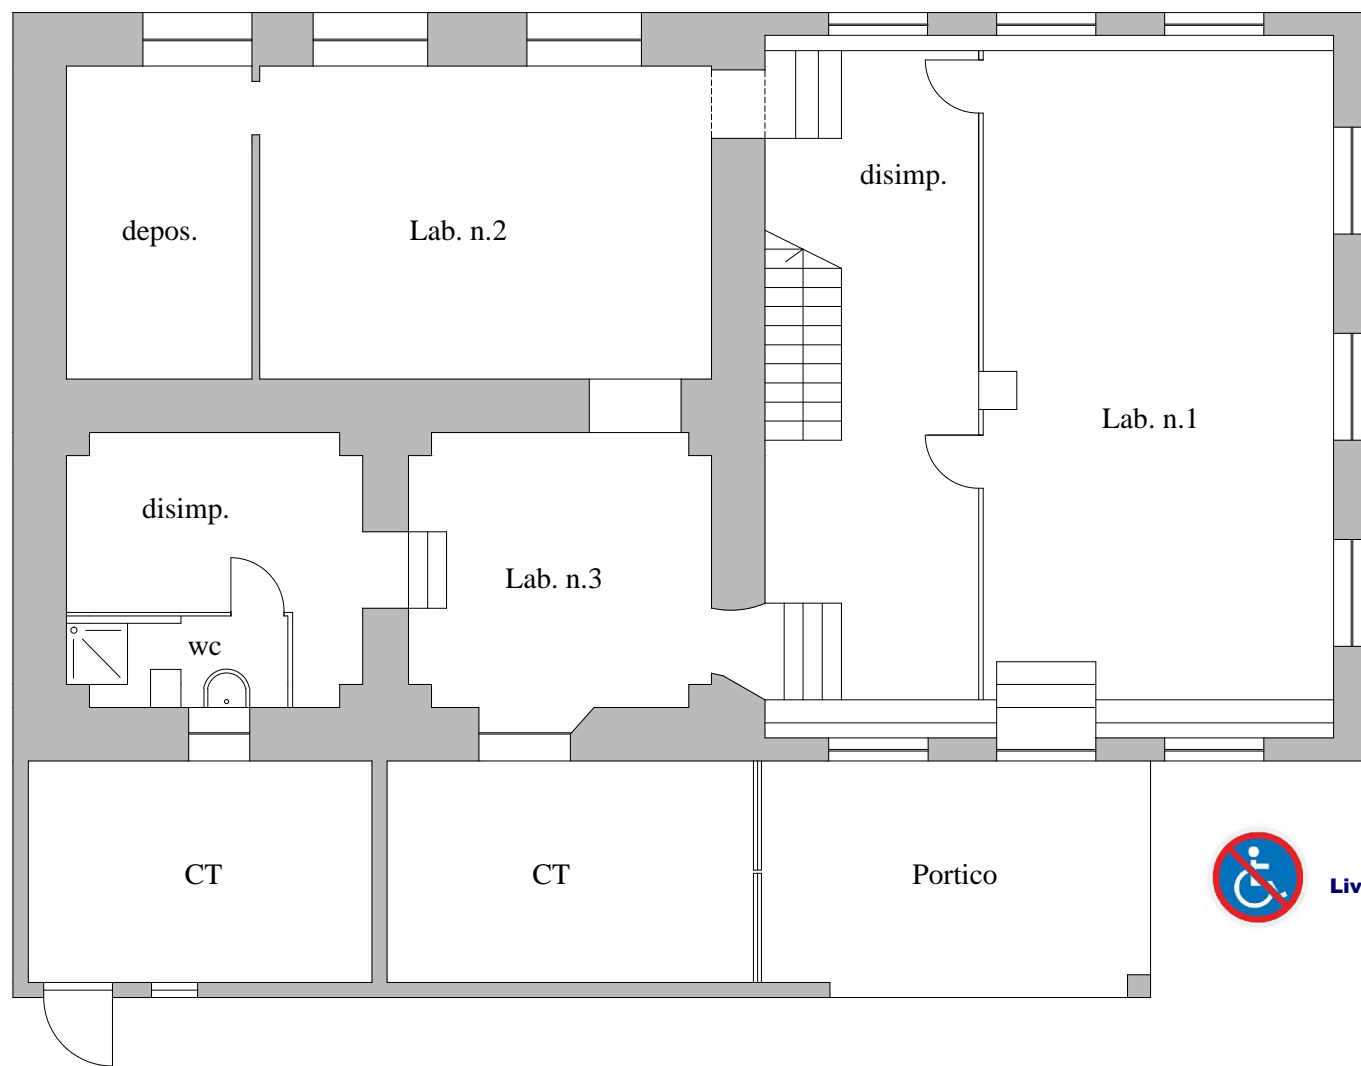 disimp.
depos.
Lab. n.2
Lab. n.1
disimp.
Lab. n.3
wc
CT
CT
Portico
Liv